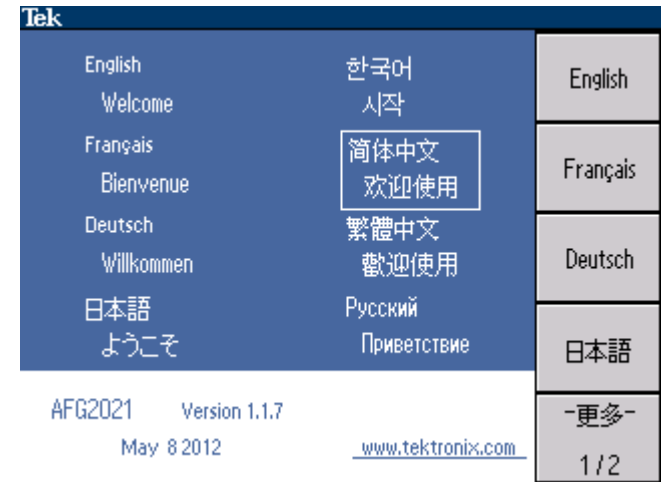 Tek
English
Welcome
Français
Bienvenue
Deutsch
Willkommen
日本語
ようこそ
한국어
시작
简体中文
欢迎使用
繁體中文
歡迎使用
Русский
Приветствие
AFG2021 Version 1.1.7
May 8 2012 www.tektronix.com
English
Français
Deutsch
日本語
-更多-
1/2